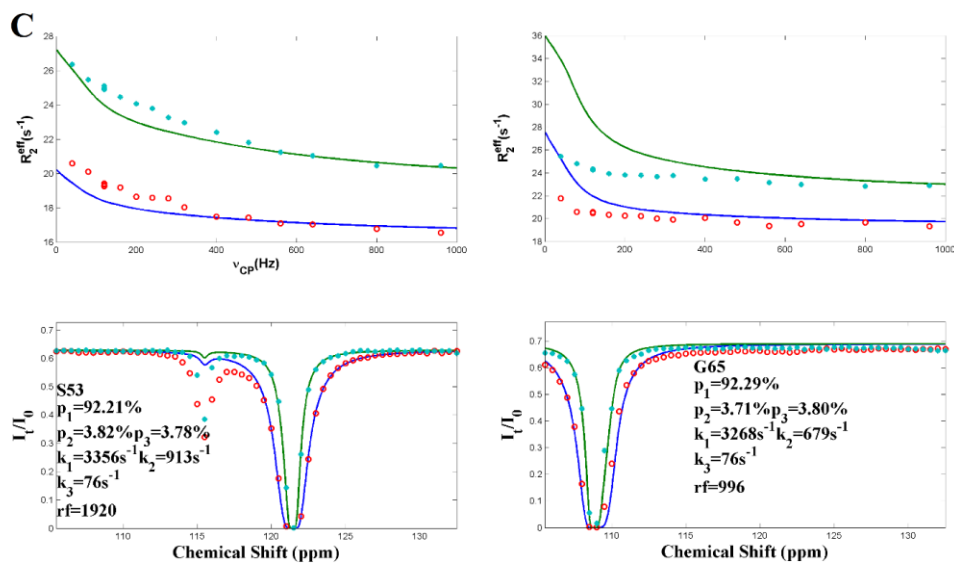 C
28
26
24
22
20
18
16
R2eff(s-1)
0 200 400 600 800 1000
νCP(Hz)
36
34
32
30
28
26
24
22
20
18
R2eff(s-1)
0 200 400 600 800 1000
0.7
0.6
0.5
0.4
0.3
0.2
0.1
0
It/I0
S53
p1=92.21%
p2=3.82%p3=3.78%
k1=3356s-1k2=913s-1
k3=76s-1
rf=1920
110 115 120 125 130
Chemical Shift (ppm)
0.7
0.6
0.5
0.4
0.3
0.2
0.1
0
It/I0
G65
p1=92.29%
p2=3.71%p3=3.80%
k1=3268s-1k2=679s-1
k3=76s-1
rf=996
110 115 120 125 130
Chemical Shift (ppm)